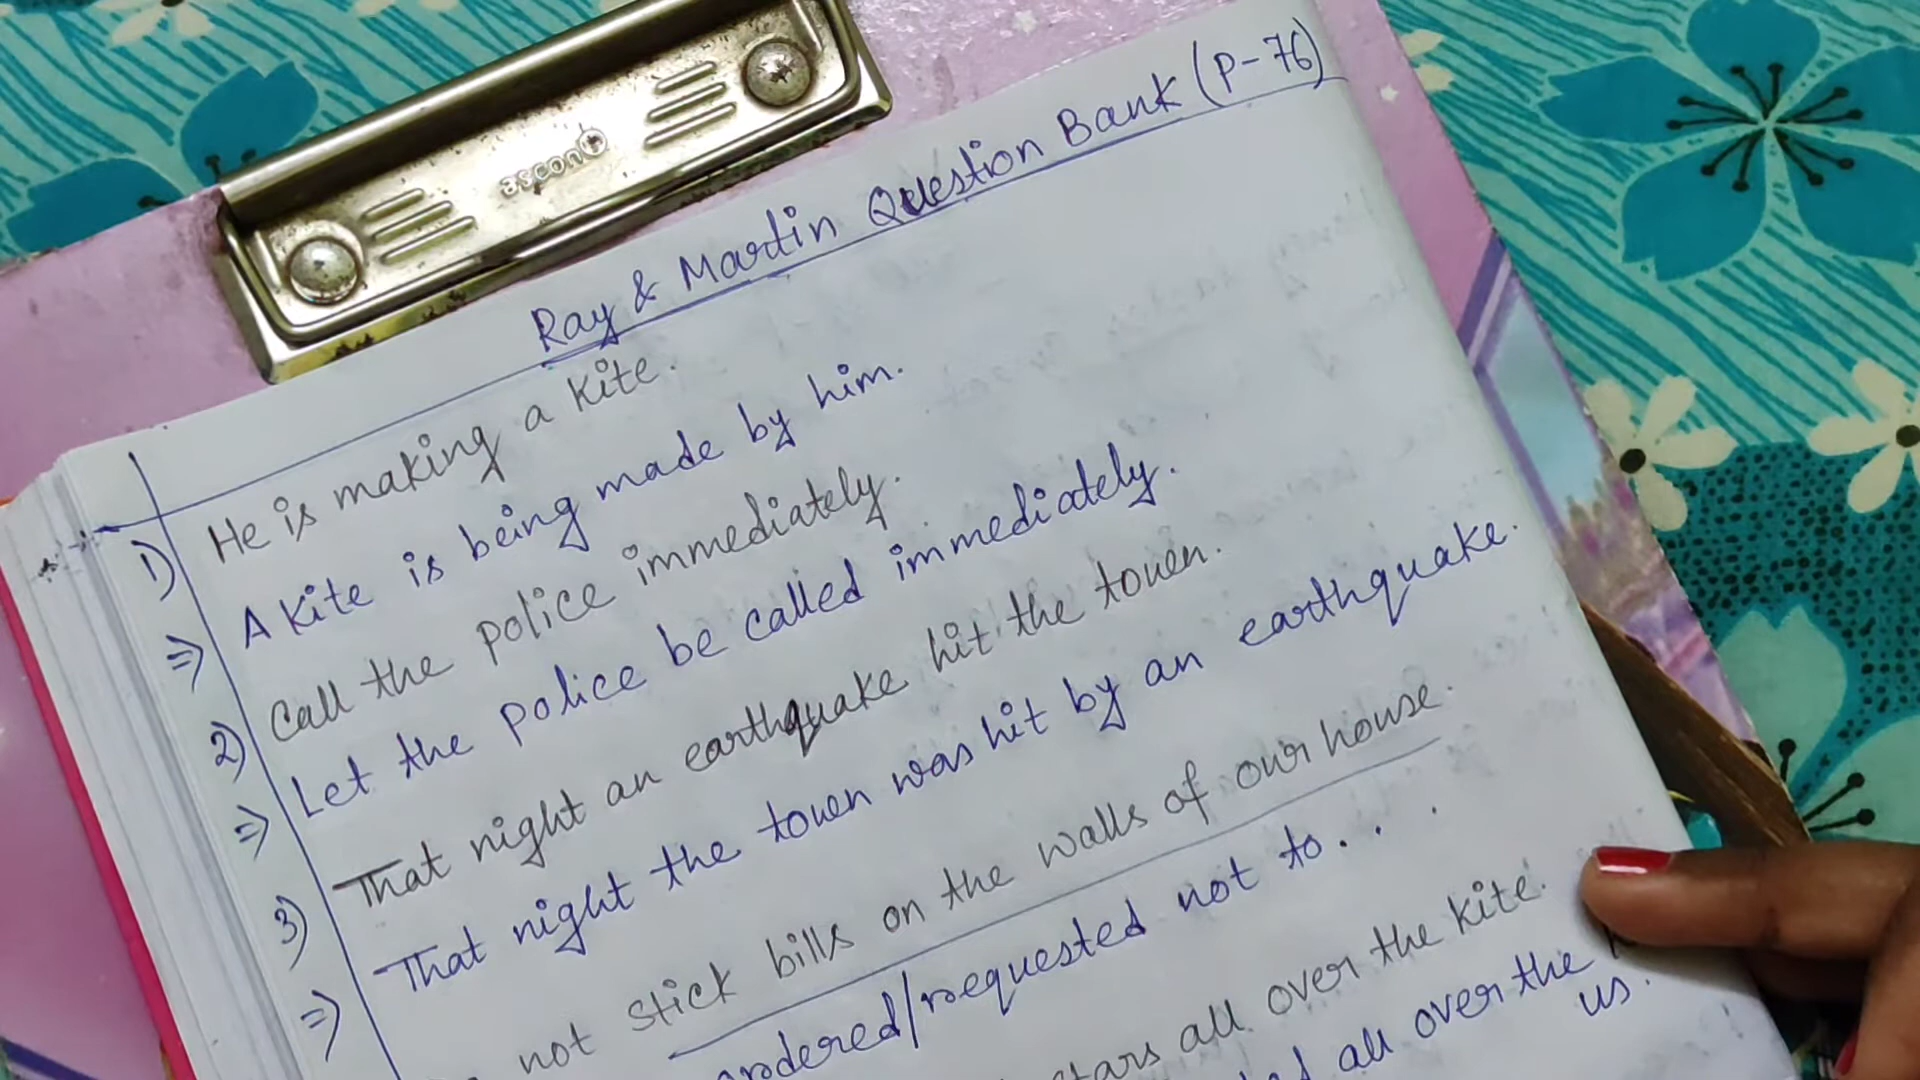 ascon
Ray & Martin Question Bank (P-76)
1) He is making a kite.
=> A kite is being made by him.
2) Call the police immediately.
=> Let the police be called immediately.
3) That night an earthquake hit the town.
=> That night the town was hit by an earthquake.
not stick bills on the walls of our house.
ordered/requested not to . . .
stars all over the kite.
all over the
us.